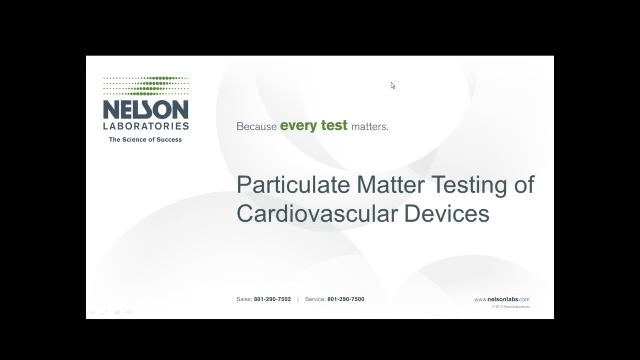 NELSON
LABORATORIES
The Science of Success
Because every test matters.
Particulate Matter Testing of
Cardiovascular Devices
Sales: 801-290-7502 | Service: 801-290-7500
www.nelsonlabs.com